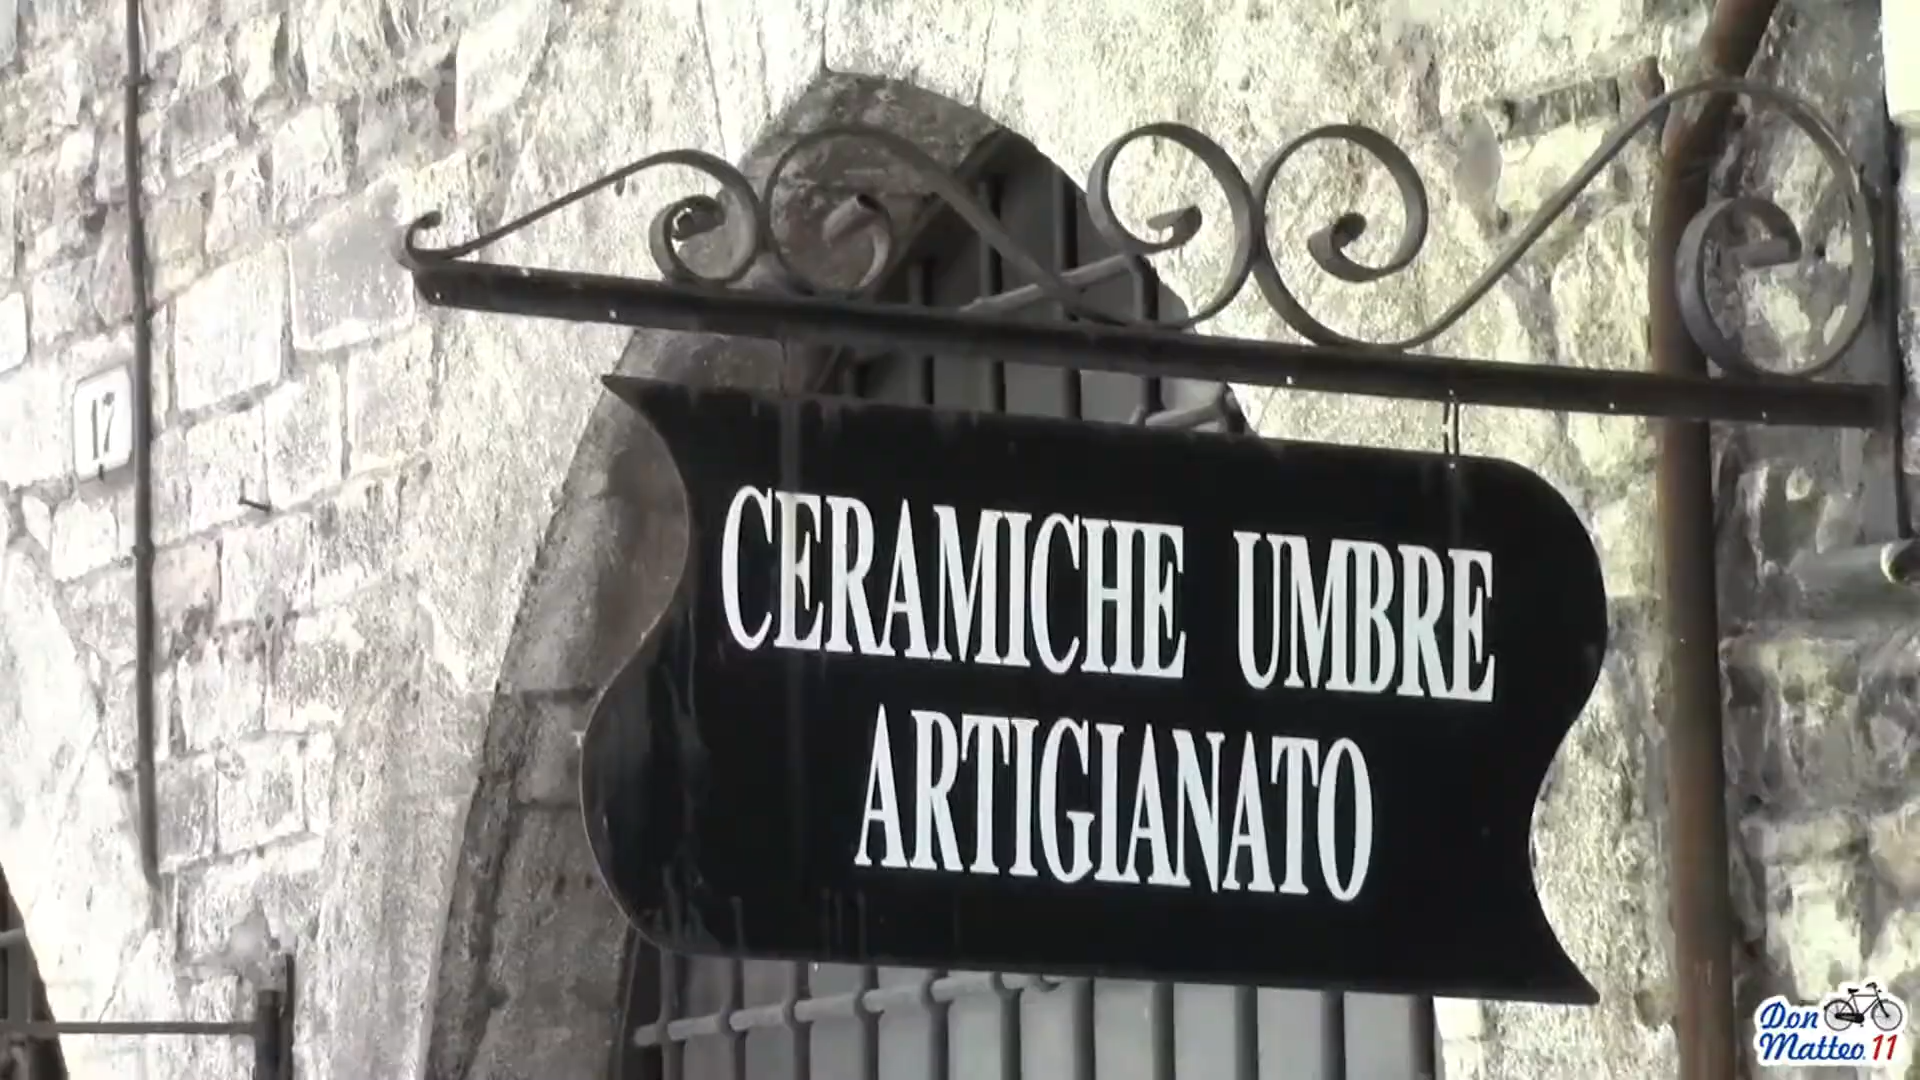 17
CERAMICHE UMBRE
ARTIGIANATO
Don
Matteo 11